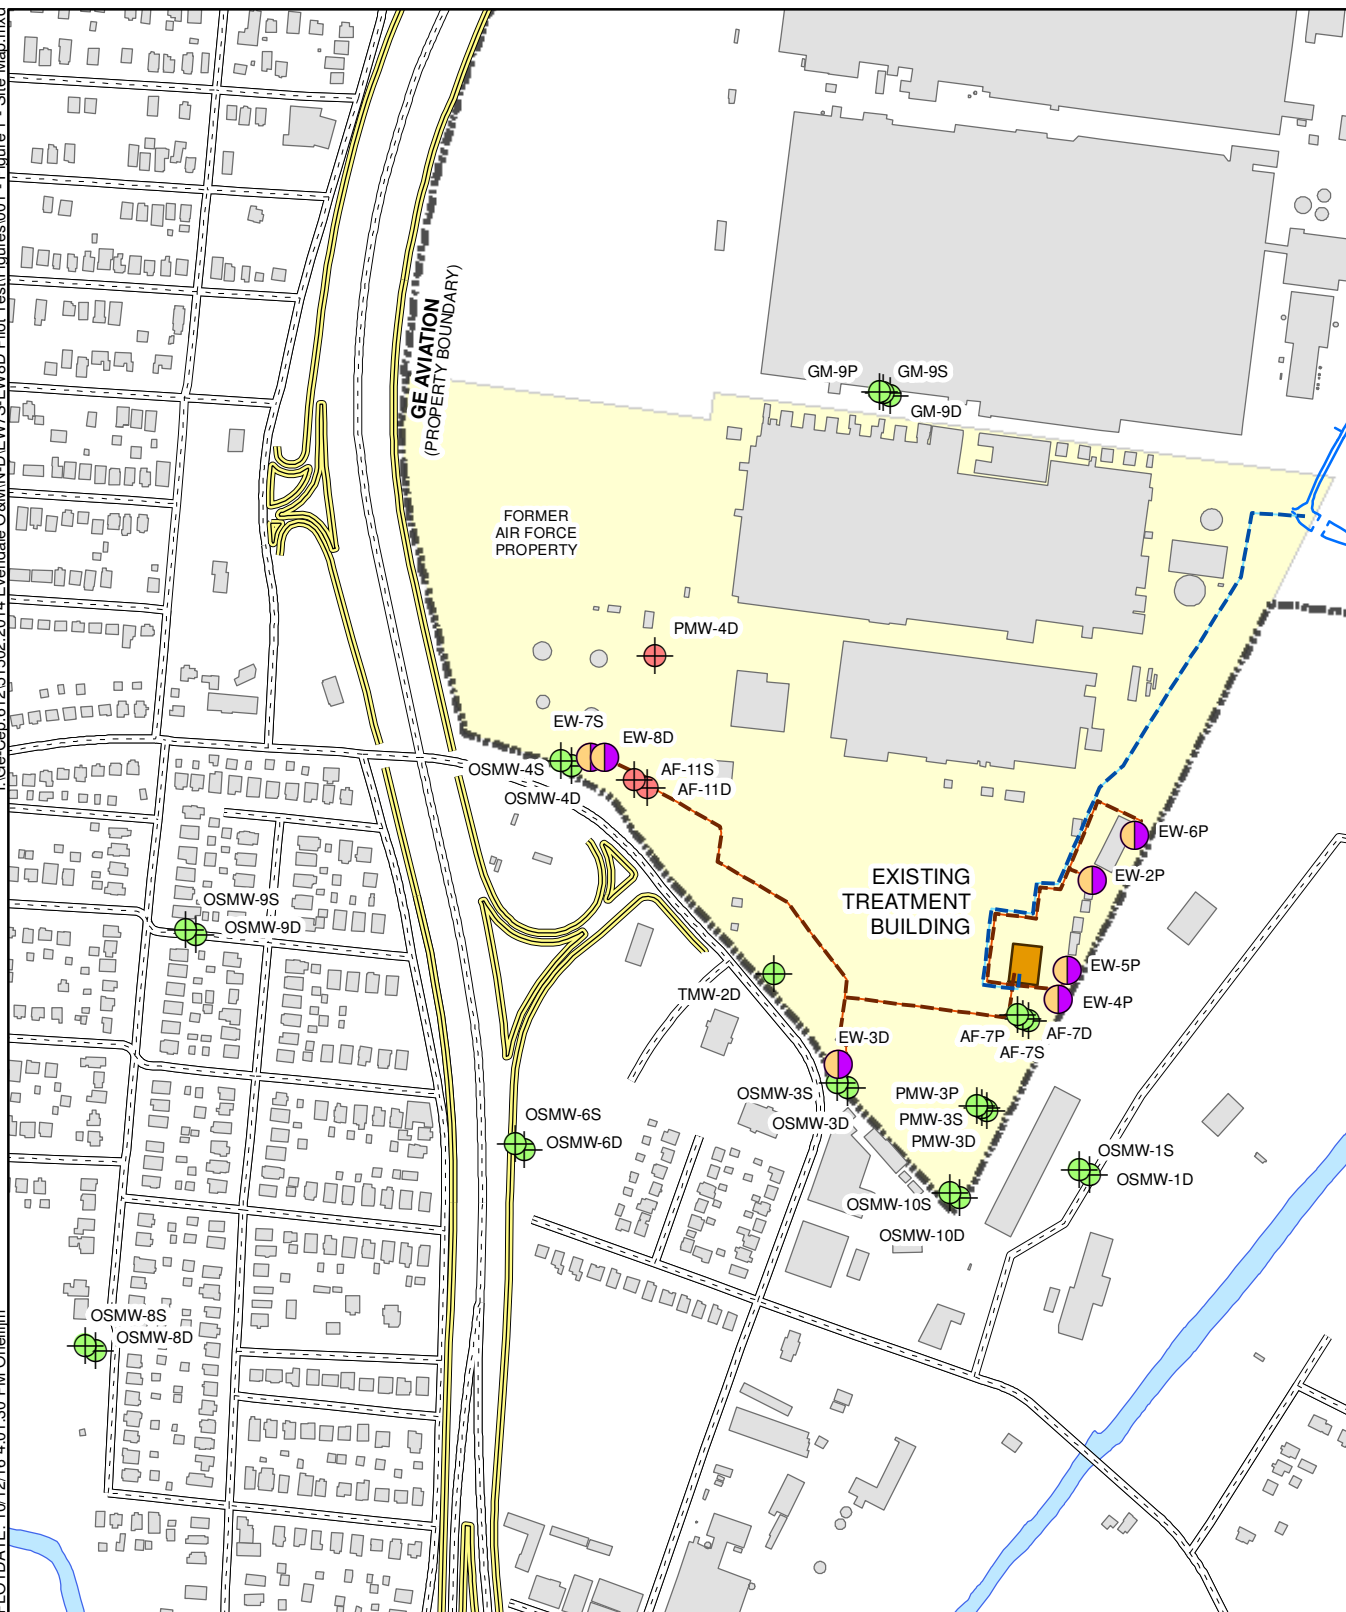 GM-9P
GM-9S
GM-9D
GE AVIATION
(PROPERTY BOUNDARY)
FORMER
AIR FORCE
PROPERTY
PMW-4D
EW-7S
EW-8D
OSMW-4S
AF-11S
OSMW-4D
AF-11D
EW-6P
EXISTING
TREATMENT
BUILDING
EW-2P
OSMW-9S
OSMW-9D
EW-5P
TMW-2D
EW-4P
EW-3D
AF-7P
AF-7D
AF-7S
OSMW-3S
PMW-3P
OSMW-3D
PMW-3S
PMW-3D
OSMW-6S
OSMW-6D
OSMW-1S
OSMW-1D
OSMW-10S
OSMW-10D
OSMW-8S
OSMW-8D